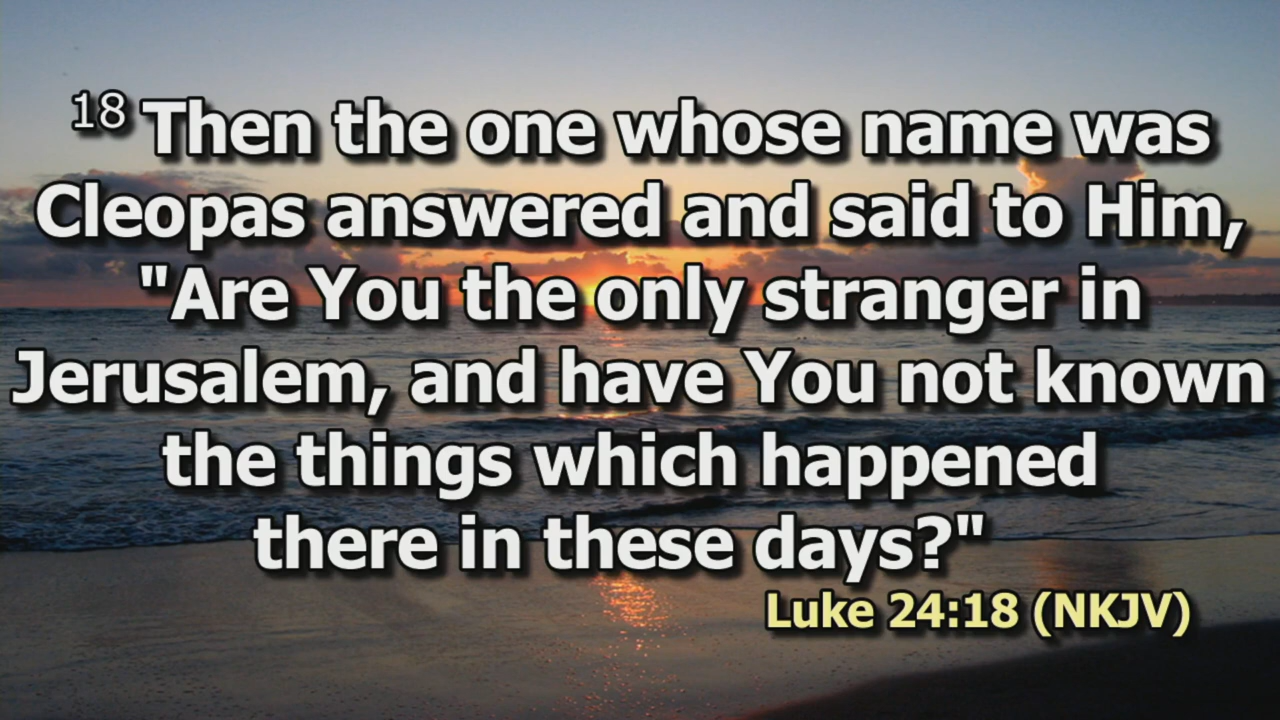 18 Then the one whose name was
Cleopas answered and said to Him,
"Are You the only stranger in
Jerusalem, and have You not known
the things which happened
there in these days?"
Luke 24:18 (NKJV)